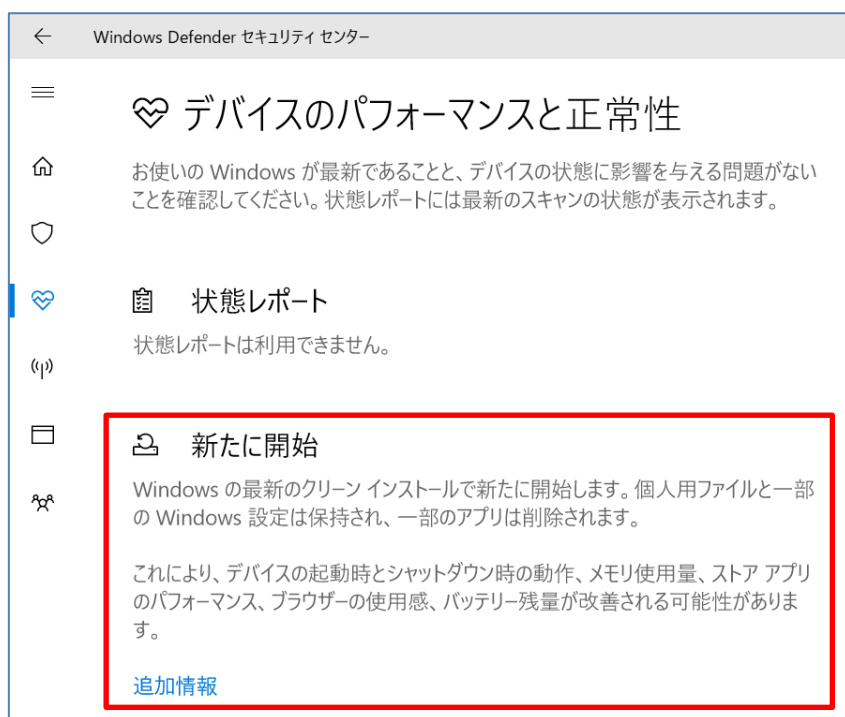 Windows Defender セキュリティ センター
デバイスのパフォーマンスと正常性
お使いの Windows が最新であることと、デバイスの状態に影響を与える問題がない
ことを確認してください。状態レポートには最新のスキャンの状態が表示されます。
状態レポート
状態レポートは利用できません。
新たに開始
Windows の最新のクリーン インストールで新たに開始します。個人用ファイルと一部
の Windows 設定は保持され、一部のアプリは削除されます。
これにより、デバイスの起動時とシャットダウン時の動作、メモリ使用量、ストア アプリ
のパフォーマンス、ブラウザーの使用感、バッテリー残量が改善される可能性がありま
す。
追加情報